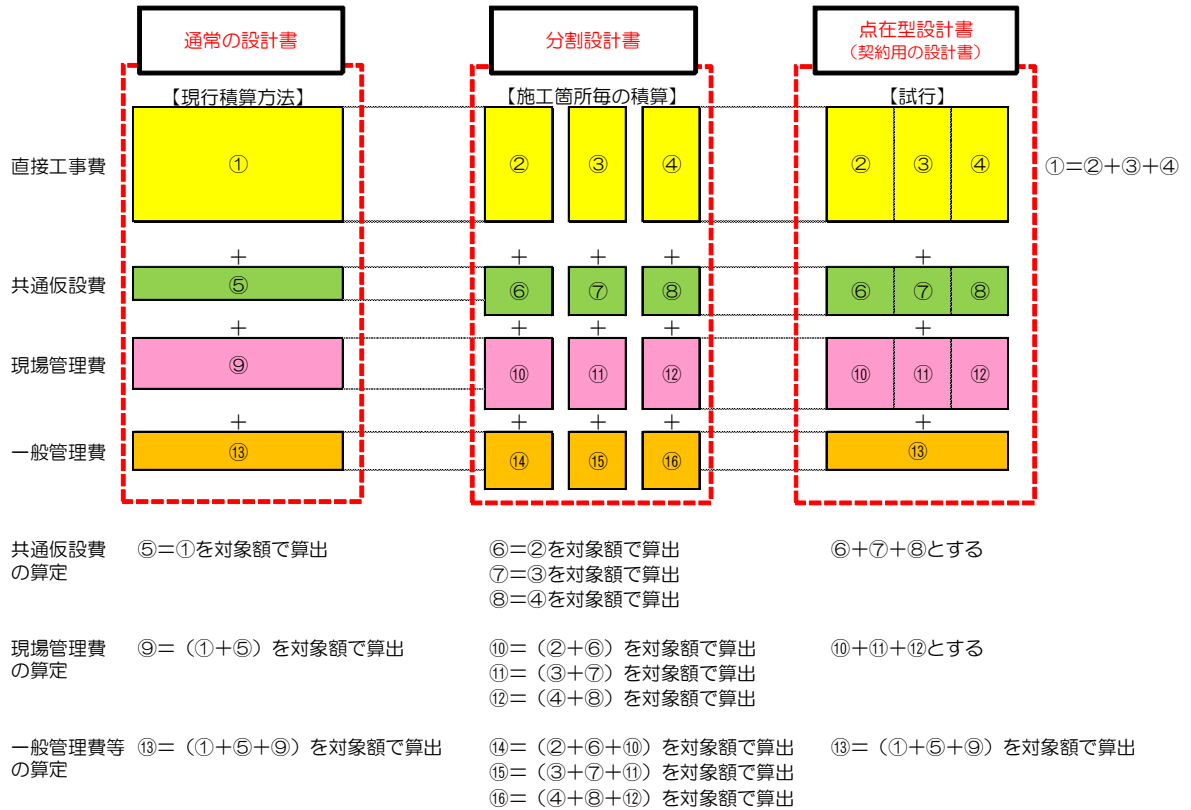 通常の設計書
分割設計書
点在型設計書
（契約用の設計書）
【現行積算方法】
【施工箇所毎の積算】
【試行】
直接工事費
①
②
③
④
②
③
④
①＝②＋③＋④
＋
＋
＋
＋
＋
共通仮設費
⑤
⑥
⑦
⑧
⑥
⑦
⑧
＋
＋
＋
＋
＋
現場管理費
⑨
⑩
⑪
⑫
⑩
⑪
⑫
＋
＋
＋
＋
＋
一般管理費
⑬
⑭
⑮
⑯
⑬
共通仮設費
の算定
⑤＝①を対象額で算出
⑥＝②を対象額で算出
⑦＝③を対象額で算出
⑧＝④を対象額で算出
⑥＋⑦＋⑧とする
現場管理費
の算定
⑨＝（①＋⑤）を対象額で算出
⑩＝（②＋⑥）を対象額で算出
⑪＝（③＋⑦）を対象額で算出
⑫＝（④＋⑧）を対象額で算出
⑩＋⑪＋⑫とする
一般管理費等
の算定
⑬＝（①＋⑤＋⑨）を対象額で算出
⑭＝（②＋⑥＋⑩）を対象額で算出
⑮＝（③＋⑦＋⑪）を対象額で算出
⑯＝（④＋⑧＋⑫）を対象額で算出
⑬＝（①＋⑤＋⑨）を対象額で算出